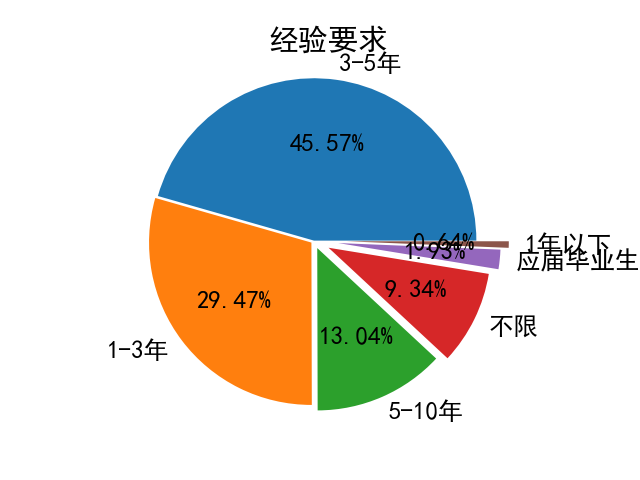 经验要求
3-5年
45.57%
0.64%
1年以下
1.93%
应届毕业生
9.34%
29.47%
不限
13.04%
1-3年
5-10年